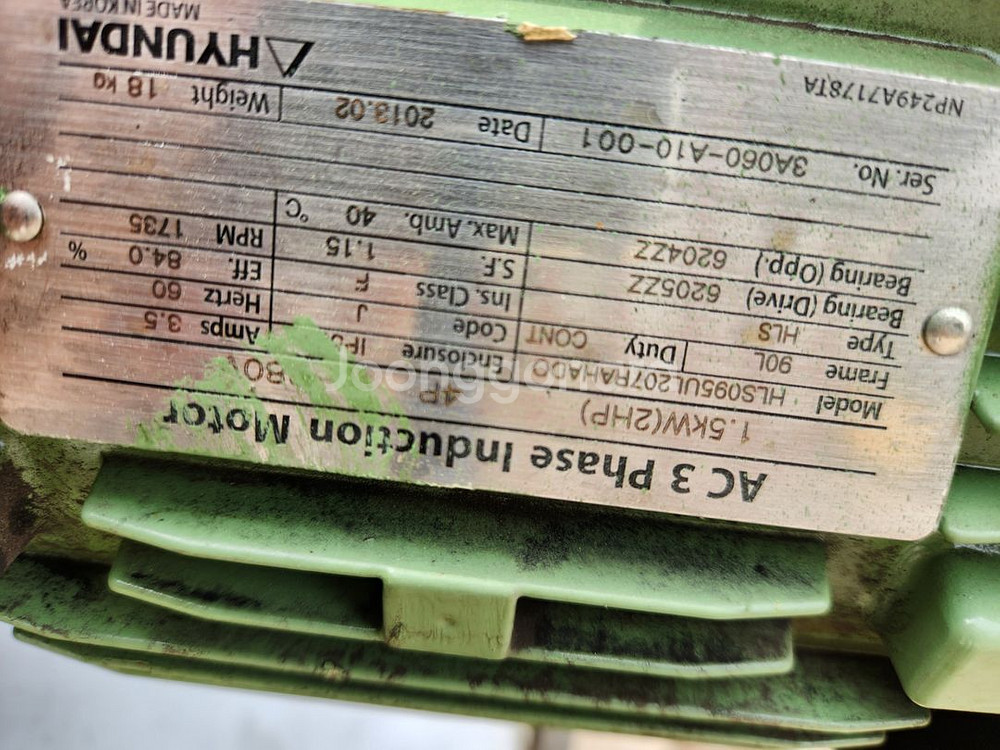 AC 3 Phase Induction Motor
1.5kW(2HP) 4P 80V
Model HLS095UL207RAHADO Enclosure Amps 3.5
Frame 90L Duty CONT Code J Hertz 60
Type HLS Ins. Class F Eff. 84.0 %
Bearing (Drive) 6205ZZ S.F. 1.15 RPM 1735
Bearing (Opp.) 6204ZZ Max. Amb. 40 °C
Ser. No. 3A060-A10-001 Date 2013.02 Weight 18 kg
NP249A7178TA HYUNDAI
MADE IN KOREA